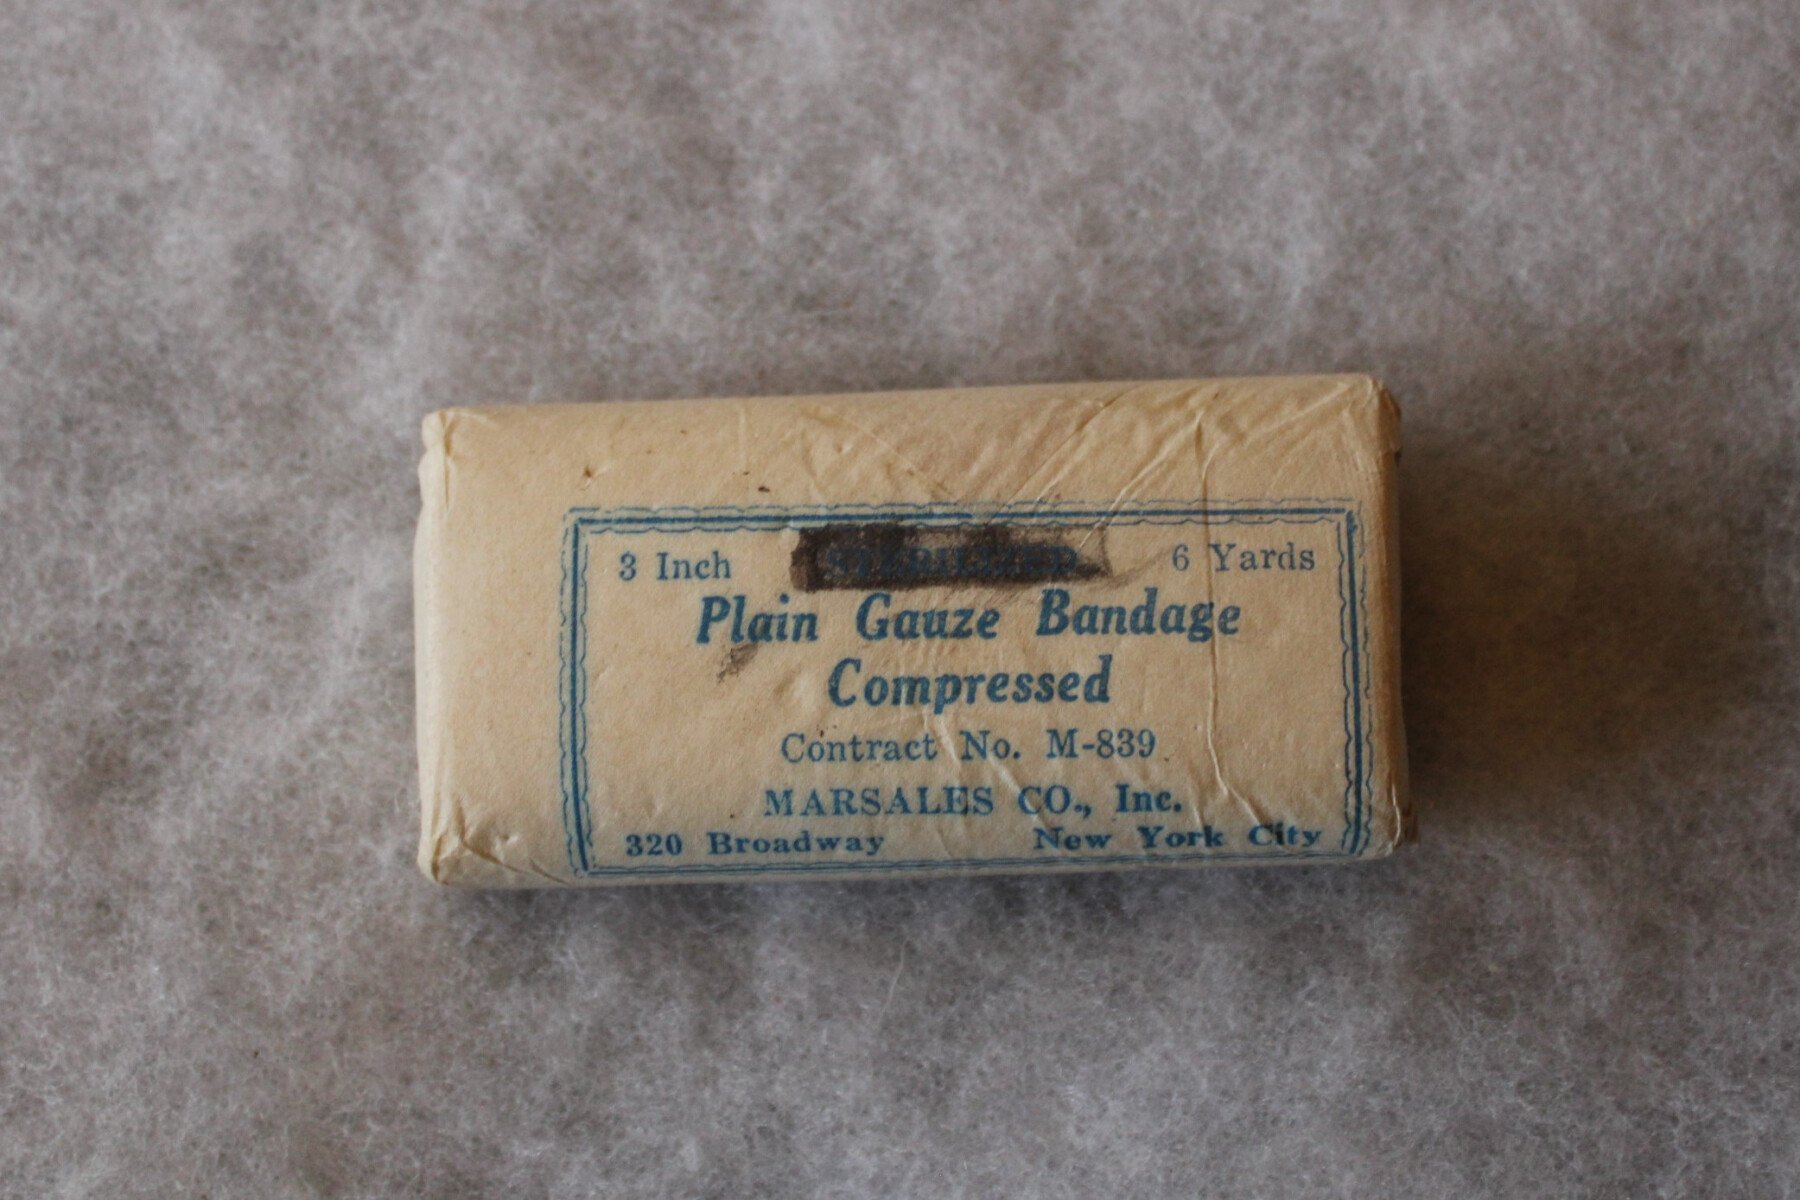 3 Inch STERILIZED 6 Yards
Plain Gauze Bandage
Compressed
Contract No. M-839
MARSALES CO., Inc.
320 Broadway New York City